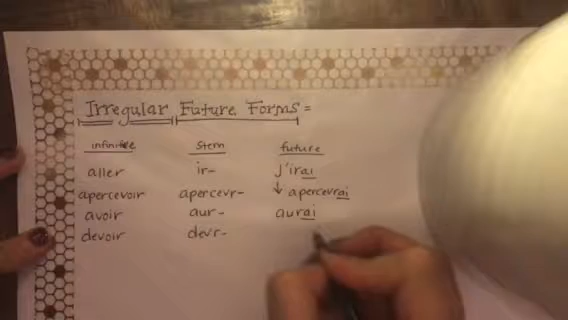 Irregular Future Forms =
infinitive stem future
aller ir- j'irai
apercevoir apercevr- ↓ apercevrai
avoir aur- aurai
devoir devr-